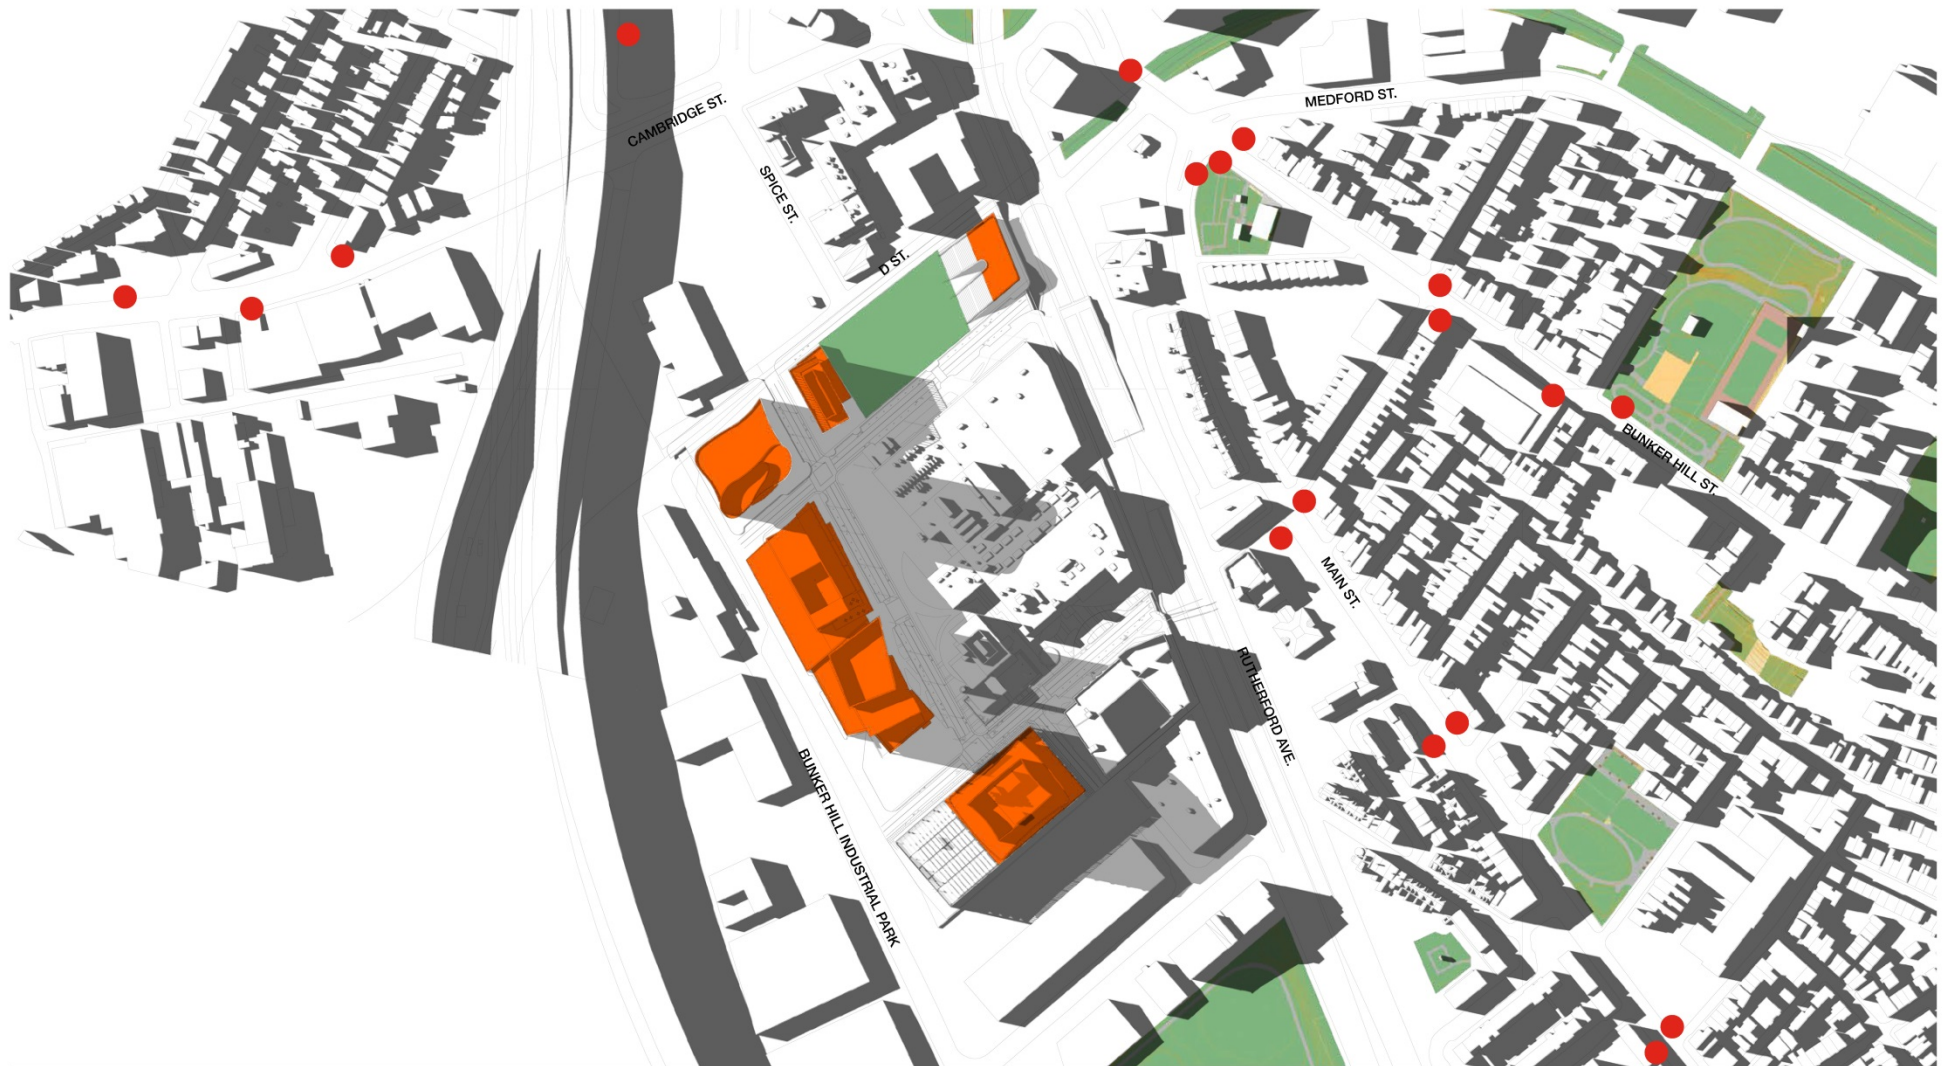 MEDFORD ST.
CAMBRIDGE ST.
SPICE ST.
D ST.
BUNKER HILL ST.
MAIN ST.
RUTHERFORD AVE.
BUNKER HILL INDUSTRIAL PARK